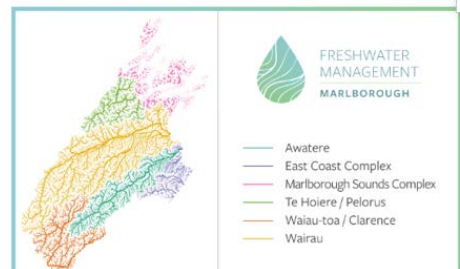 FRESHWATER
MANAGEMENT
MARLBOROUGH
Awatere
East Coast Complex
Marlborough Sounds Complex
Te Hoiere / Pelorus
Waiau-toa / Clarence
Wairau